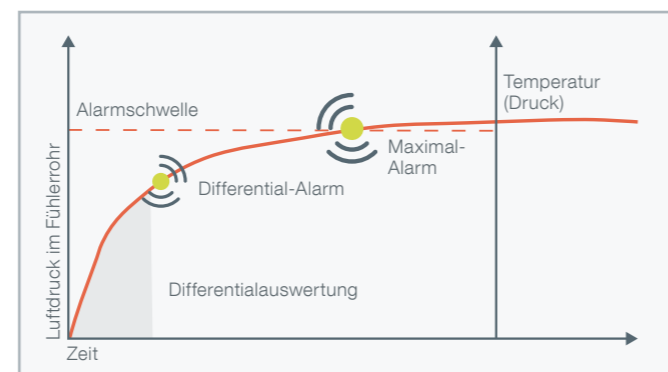 Temperatur
(Druck)
Alarmschwelle
Maximal-
Alarm
Differential-Alarm
Differentialauswertung
Luftdruck im Fühlerrohr
Zeit